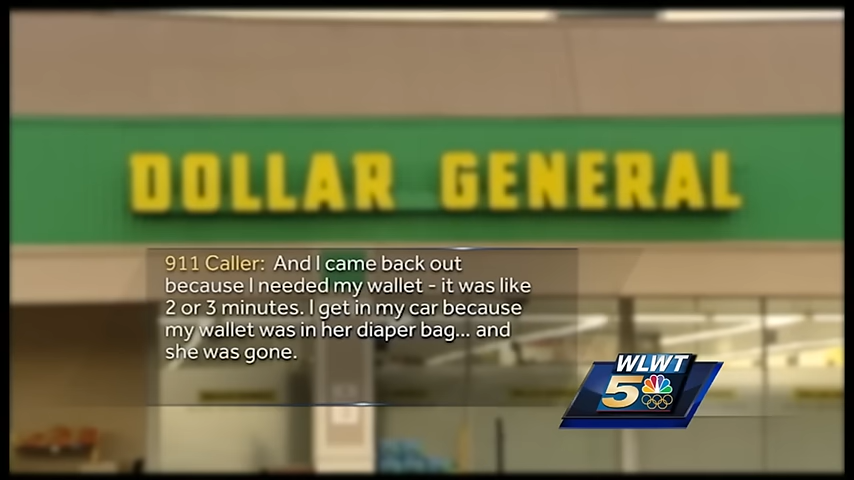 DOLLAR GENERAL
911 Caller: And I came back out
because I needed my wallet - it was like
2 or 3 minutes. I get in my car because
my wallet was in her diaper bag... and
she was gone.
WLWT
5